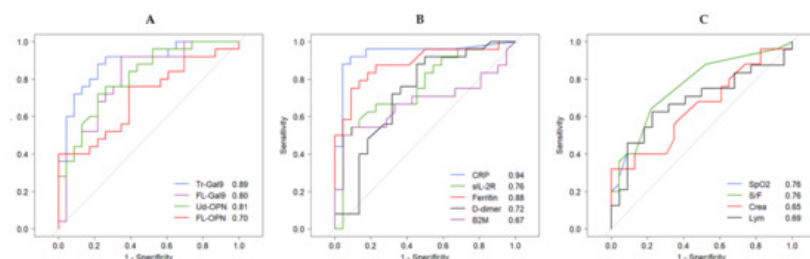 A
B
C
1.0
0.8
0.6
0.4
0.2
0.0
Tr-Gal9 0.89
FL-Gal9 0.80
Ud-OPN 0.81
FL-OPN 0.70
0.0 0.2 0.4 0.6 0.8 1.0
1 - Specificity
Sensitivity
1.0
0.8
0.6
0.4
0.2
0.0
CRP 0.94
sIL-2R 0.76
Ferritin 0.88
D-dimer 0.72
B2M 0.67
0.0 0.2 0.4 0.6 0.8 1.0
1 - Specificity
Sensitivity
1.0
0.8
0.6
0.4
0.2
0.0
SpO2 0.76
S/F 0.76
Crea 0.65
Lym 0.69
0.0 0.2 0.4 0.6 0.8 1.0
1 - Specificity